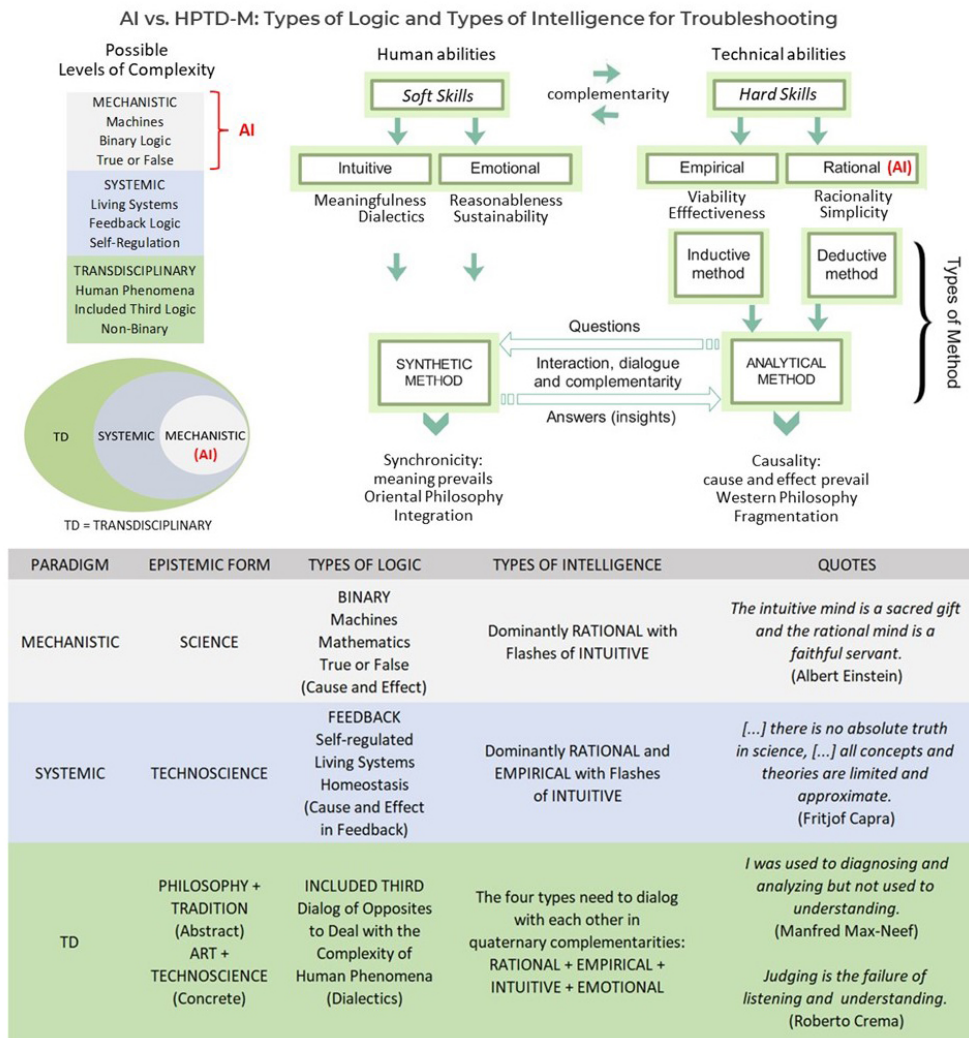 AI vs. HPTD-M: Types of Logic and Types of Intelligence for Troubleshooting
Possible
Levels of Complexity
MECHANISTIC
Machines
Binary Logic
True or False
AI
SYSTEMIC
Living Systems
Feedback Logic
Self-Regulation
TRANSDISCIPLINARY
Human Phenomena
Included Third Logic
Non-Binary
TD
SYSTEMIC
MECHANISTIC
(AI)
TD = TRANSDISCIPLINARY
Human abilities
Soft Skills
complementarity
Technical abilities
Hard Skills
Intuitive
Emotional
Empirical
Rational (AI)
Meaningfulness
Dialectics
Reasonableness
Sustainability
Viability
Efffectiveness
Racionality
Simplicity
Inductive
method
Deductive
method
Types of Method
Questions
SYNTHETIC
METHOD
Interaction, dialogue
and complementarity
ANALYTICAL
METHOD
Answers (insights)
Synchronicity:
meaning prevails
Oriental Philosophy
Integration
Causality:
cause and effect prevail
Western Philosophy
Fragmentation
PARADIGM
EPISTEMIC FORM
TYPES OF LOGIC
TYPES OF INTELLIGENCE
QUOTES
MECHANISTIC
SCIENCE
BINARY
Machines
Mathematics
True or False
(Cause and Effect)
Dominantly RATIONAL with
Flashes of INTUITIVE
The intuitive mind is a sacred gift
and the rational mind is a
faithful servant.
(Albert Einstein)
SYSTEMIC
TECHNOSCIENCE
FEEDBACK
Self-regulated
Living Systems
Homeostasis
(Cause and Effect
in Feedback)
Dominantly RATIONAL and
EMPIRICAL with Flashes
of INTUITIVE
[...] there is no absolute truth
in science, [...] all concepts and
theories are limited and
approximate.
(Fritjof Capra)
TD
PHILOSOPHY +
TRADITION
(Abstract)
ART +
TECHNOSCIENCE
(Concrete)
INCLUDED THIRD
Dialog of Opposites
to Deal with the
Complexity of
Human Phenomena
(Dialectics)
The four types need to dialog
with each other in
quaternary complementarities:
RATIONAL + EMPIRICAL +
INTUITIVE + EMOTIONAL
I was used to diagnosing and
analyzing but not used to
understanding.
(Manfred Max-Neef)
Judging is the failure of
listening and understanding.
(Roberto Crema)